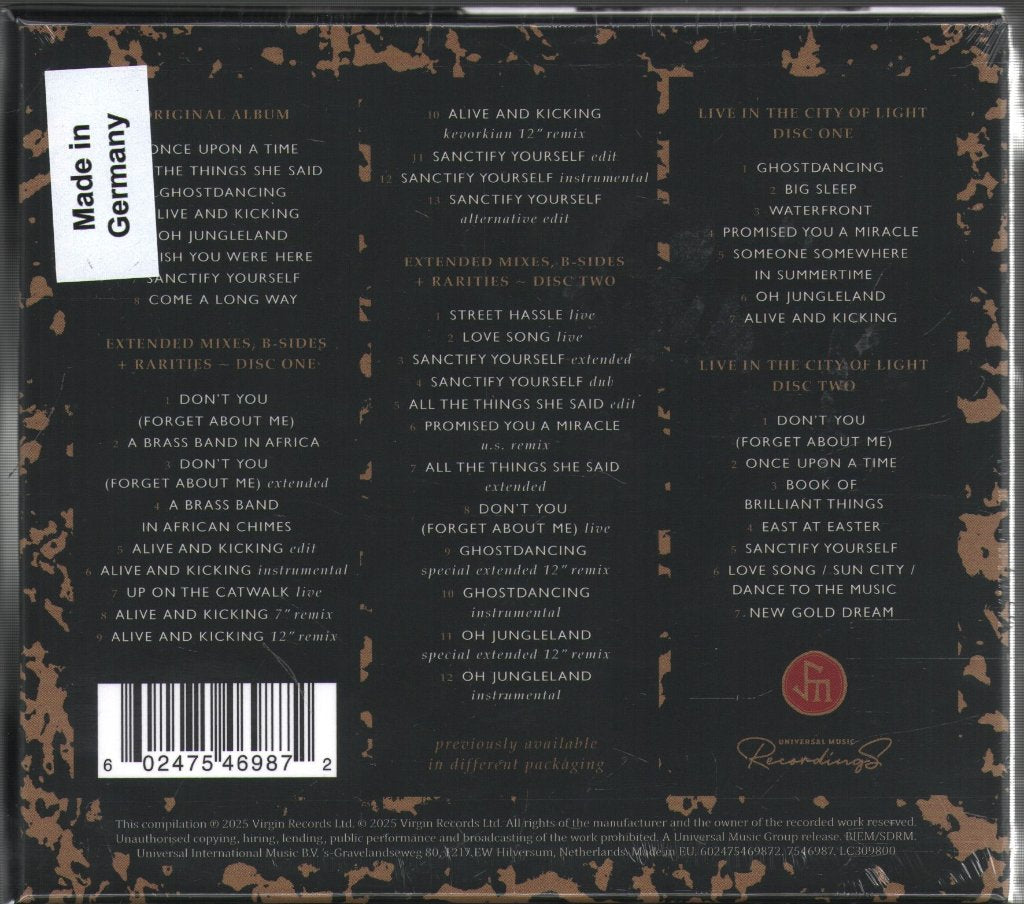 Made in
Germany
ORIGINAL ALBUM
ONCE UPON A TIME
THE THINGS SHE SAID
GHOSTDANCING
ALIVE AND KICKING
OH JUNGLELAND
WISH YOU WERE HERE
7 SANCTIFY YOURSELF
8 COME A LONG WAY
EXTENDED MIXES, B-SIDES
+ RARITIES ~ DISC ONE
1 DON'T YOU
(FORGET ABOUT ME)
2 A BRASS BAND IN AFRICA
3 DON'T YOU
(FORGET ABOUT ME) extended
4 A BRASS BAND
IN AFRICAN CHIMES
5 ALIVE AND KICKING edit
6 ALIVE AND KICKING instrumental
7 UP ON THE CATWALK live
8 ALIVE AND KICKING 7" remix
9 ALIVE AND KICKING 12" remix
10 ALIVE AND KICKING
kevorkian 12" remix
11 SANCTIFY YOURSELF edit
12 SANCTIFY YOURSELF instrumental
13 SANCTIFY YOURSELF
alternative edit
EXTENDED MIXES, B-SIDES
+ RARITIES ~ DISC TWO
1 STREET HASSLE live
2 LOVE SONG live
3 SANCTIFY YOURSELF extended
4 SANCTIFY YOURSELF dub
5 ALL THE THINGS SHE SAID edit
6 PROMISED YOU A MIRACLE
u.s. remix
7 ALL THE THINGS SHE SAID
extended
8 DON'T YOU
(FORGET ABOUT ME) live
9 GHOSTDANCING
special extended 12" remix
10 GHOSTDANCING
instrumental
11 OH JUNGLELAND
special extended 12" remix
12 OH JUNGLELAND
instrumental
previously available
in different packaging
LIVE IN THE CITY OF LIGHT
DISC ONE
1 GHOSTDANCING
2 BIG SLEEP
3 WATERFRONT
4 PROMISED YOU A MIRACLE
5 SOMEONE SOMEWHERE
IN SUMMERTIME
6 OH JUNGLELAND
7 ALIVE AND KICKING
LIVE IN THE CITY OF LIGHT
DISC TWO
1 DON'T YOU
(FORGET ABOUT ME)
2 ONCE UPON A TIME
3 BOOK OF
BRILLIANT THINGS
4 EAST AT EASTER
5 SANCTIFY YOURSELF
6 LOVE SONG / SUN CITY /
DANCE TO THE MUSIC
7 NEW GOLD DREAM
UNIVERSAL MUSIC
Recordings
6 02475 46987 2
This compilation ℗ 2025 Virgin Records Ltd. © 2025 Virgin Records Ltd. All rights of the manufacturer and the owner of the recorded work reserved.
Unauthorised copying, hiring, lending, public performance and broadcasting of the work prohibited. A Universal Music Group release. BIEM/SDRM.
Universal International Music B.V. 's-Gravelandseweg 80, 1217 EW Hilversum, Netherlands. Made in EU. 602475469872, 7546987, LC309800